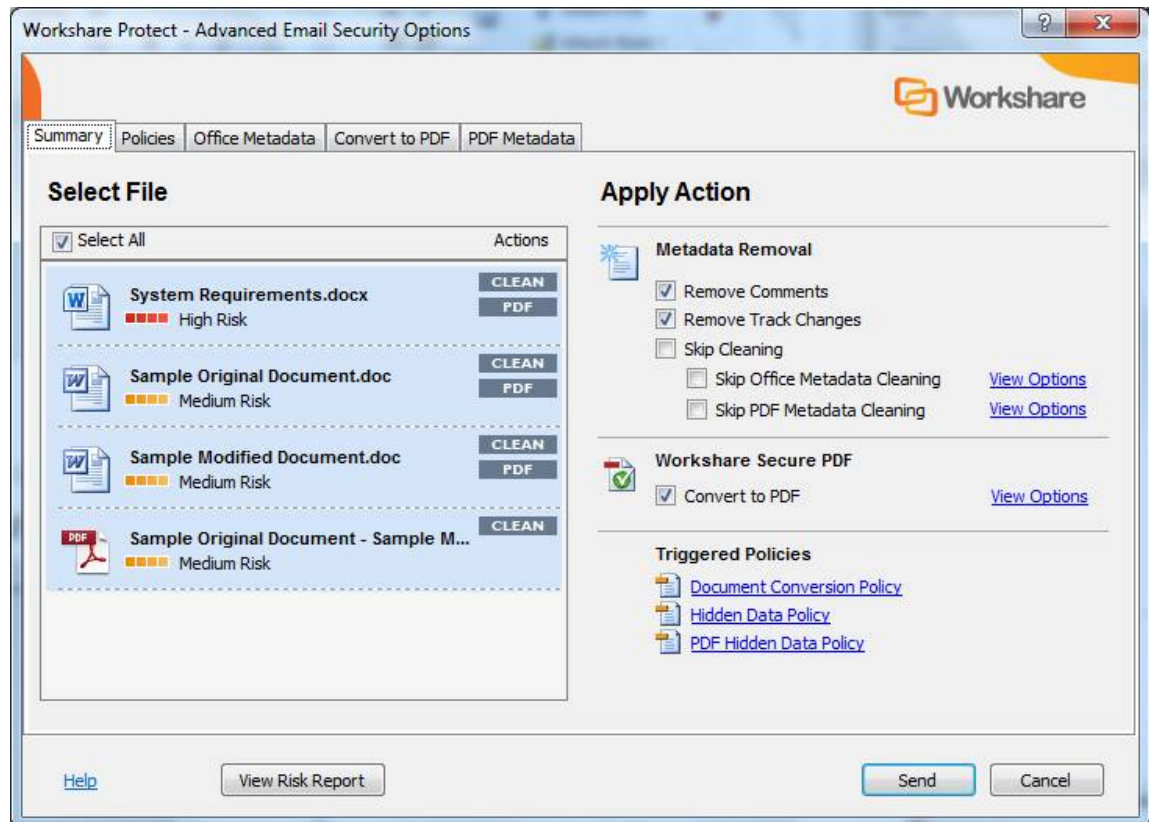 Workshare Protect - Advanced Email Security Options
Workshare
Summary Policies Office Metadata Convert to PDF PDF Metadata
Select File
Select All Actions
System Requirements.docx
High Risk
CLEAN
PDF
Sample Original Document.doc
Medium Risk
CLEAN
PDF
Sample Modified Document.doc
Medium Risk
CLEAN
PDF
Sample Original Document - Sample M...
Medium Risk
CLEAN
Apply Action
Metadata Removal
Remove Comments
Remove Track Changes
Skip Cleaning
Skip Office Metadata Cleaning View Options
Skip PDF Metadata Cleaning View Options
Workshare Secure PDF
Convert to PDF View Options
Triggered Policies
Document Conversion Policy
Hidden Data Policy
PDF Hidden Data Policy
Help View Risk Report Send Cancel